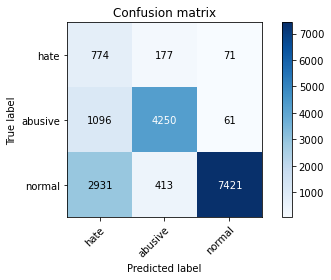 Confusion matrix
hate 774 177 71
abusive 1096 4250 61
normal 2931 413 7421
hate abusive normal
True label
Predicted label
7000
6000
5000
4000
3000
2000
1000